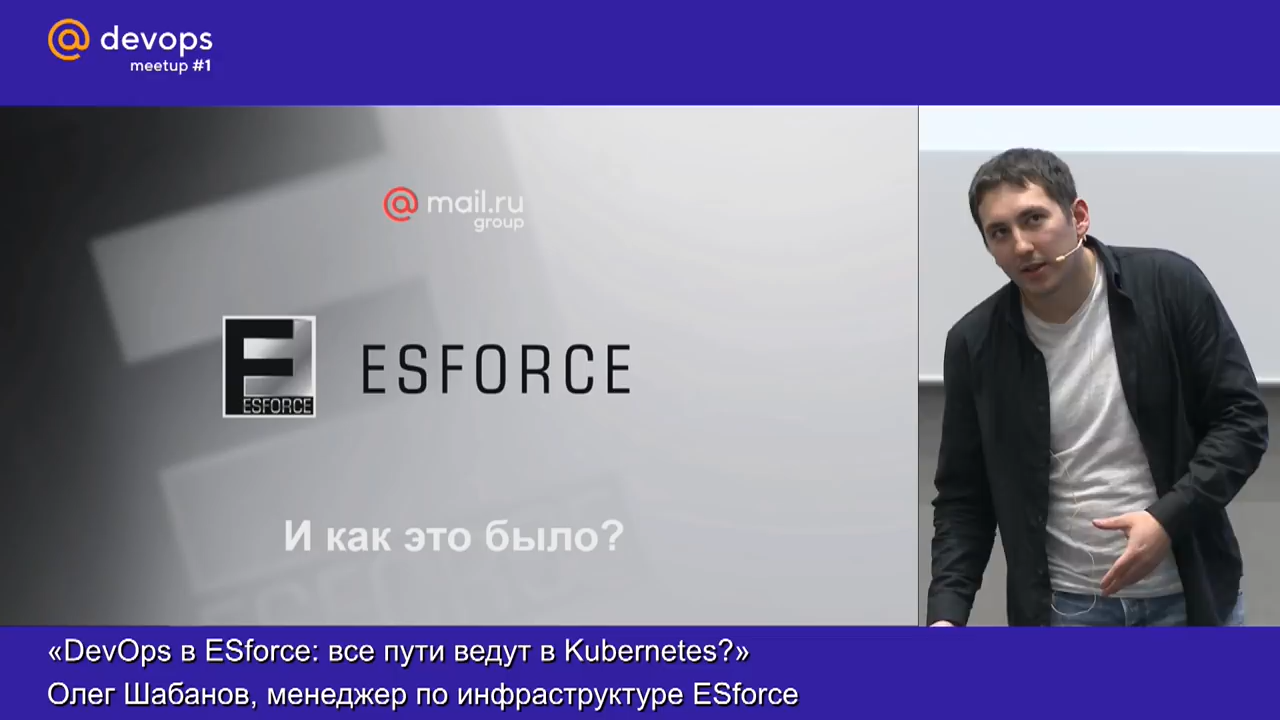 @ devops
meetup #1
@ mail.ru
group
ESFORCE
ESFORCE
И как это было?
«DevOps в ESforce: все пути ведут в Kubernetes?»
Олег Шабанов, менеджер по инфраструктуре ESforce